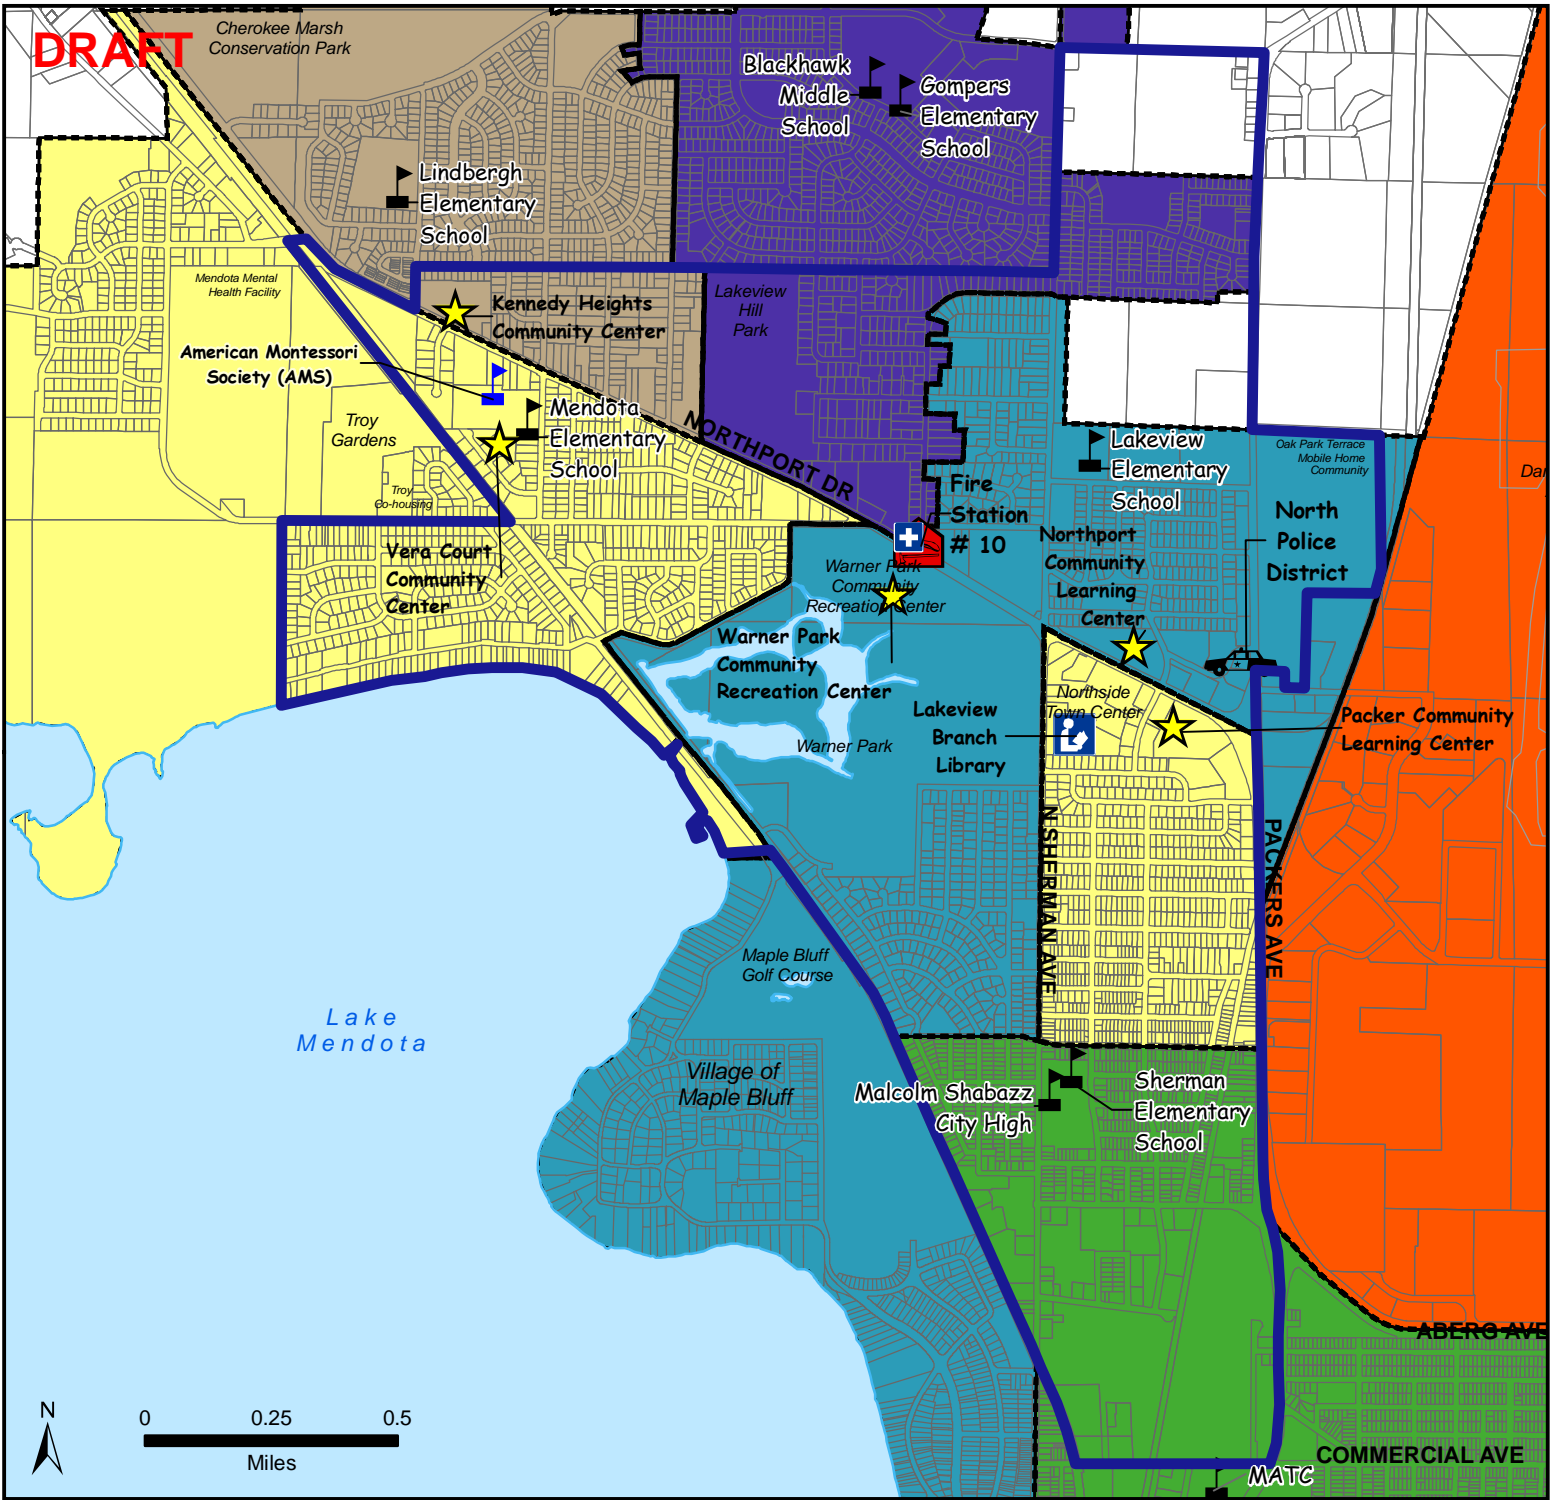 DRAFT
Cherokee Marsh
Conservation Park
Blackhawk
Middle
School
Gompers
Elementary
School
Lindbergh
Elementary
School
Mendota Mental
Health Facility
Kennedy Heights
Community Center
Lakeview
Hill
Park
American Montessori
Society (AMS)
Troy
Gardens
Mendota
Elementary
School
NORTHPORT DR
Lakeview
Elementary
School
Oak Park Terrace
Mobile Home
Community
Dan
Troy
Co-housing
Fire
Station
# 10
North
Police
District
Northport
Community
Learning
Center
Vera Court
Community
Center
Warner Park
Community
Recreation Center
Warner Park
Community
Recreation Center
Northside
Town Center
Lakeview
Branch
Library
Packer Community
Learning Center
Warner Park
N SHERMAN AVE
PACKERS AVE
Maple Bluff
Golf Course
Lake
Mendota
Village of
Maple Bluff
Malcolm Shabazz
City High
Sherman
Elementary
School
ABERG AVE
N
0 0.25 0.5
Miles
COMMERCIAL AVE
MATC